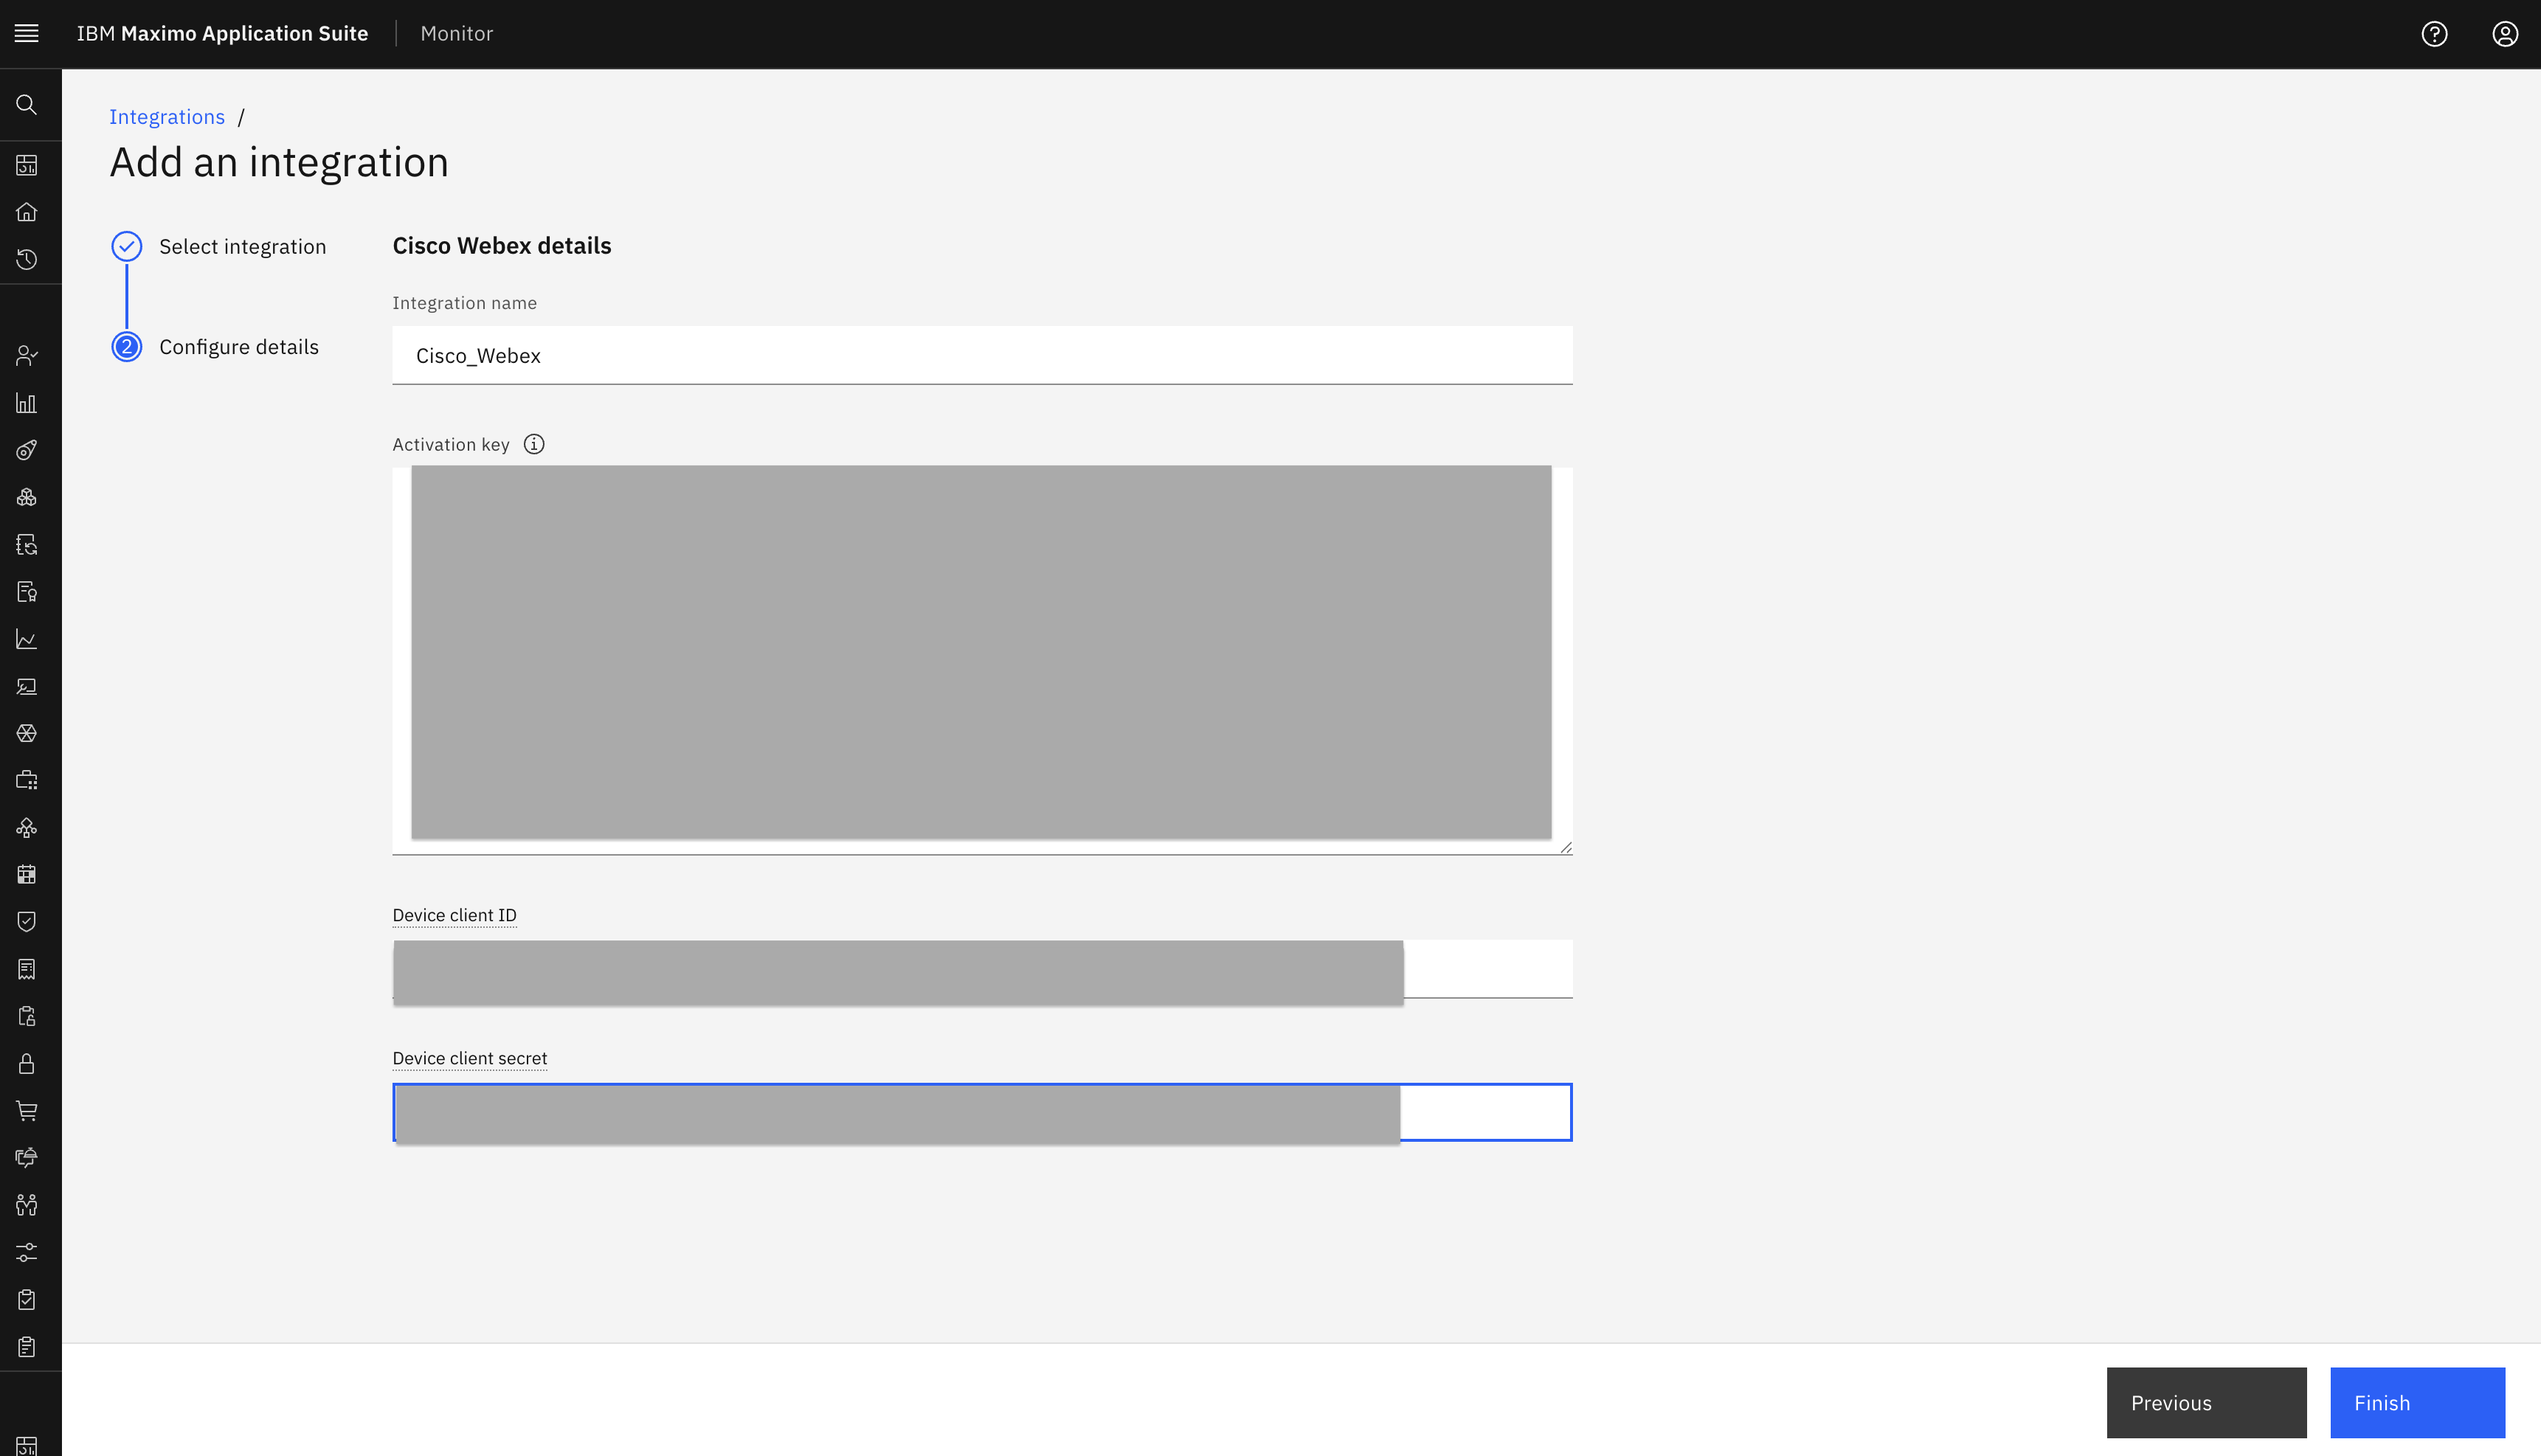 IBM Maximo Application Suite
Monitor
Integrations /
Add an integration
Select integration
2
Configure details
Cisco Webex details
Integration name
Cisco_Webex
Activation key
Device client ID
Device client secret
Previous
Finish